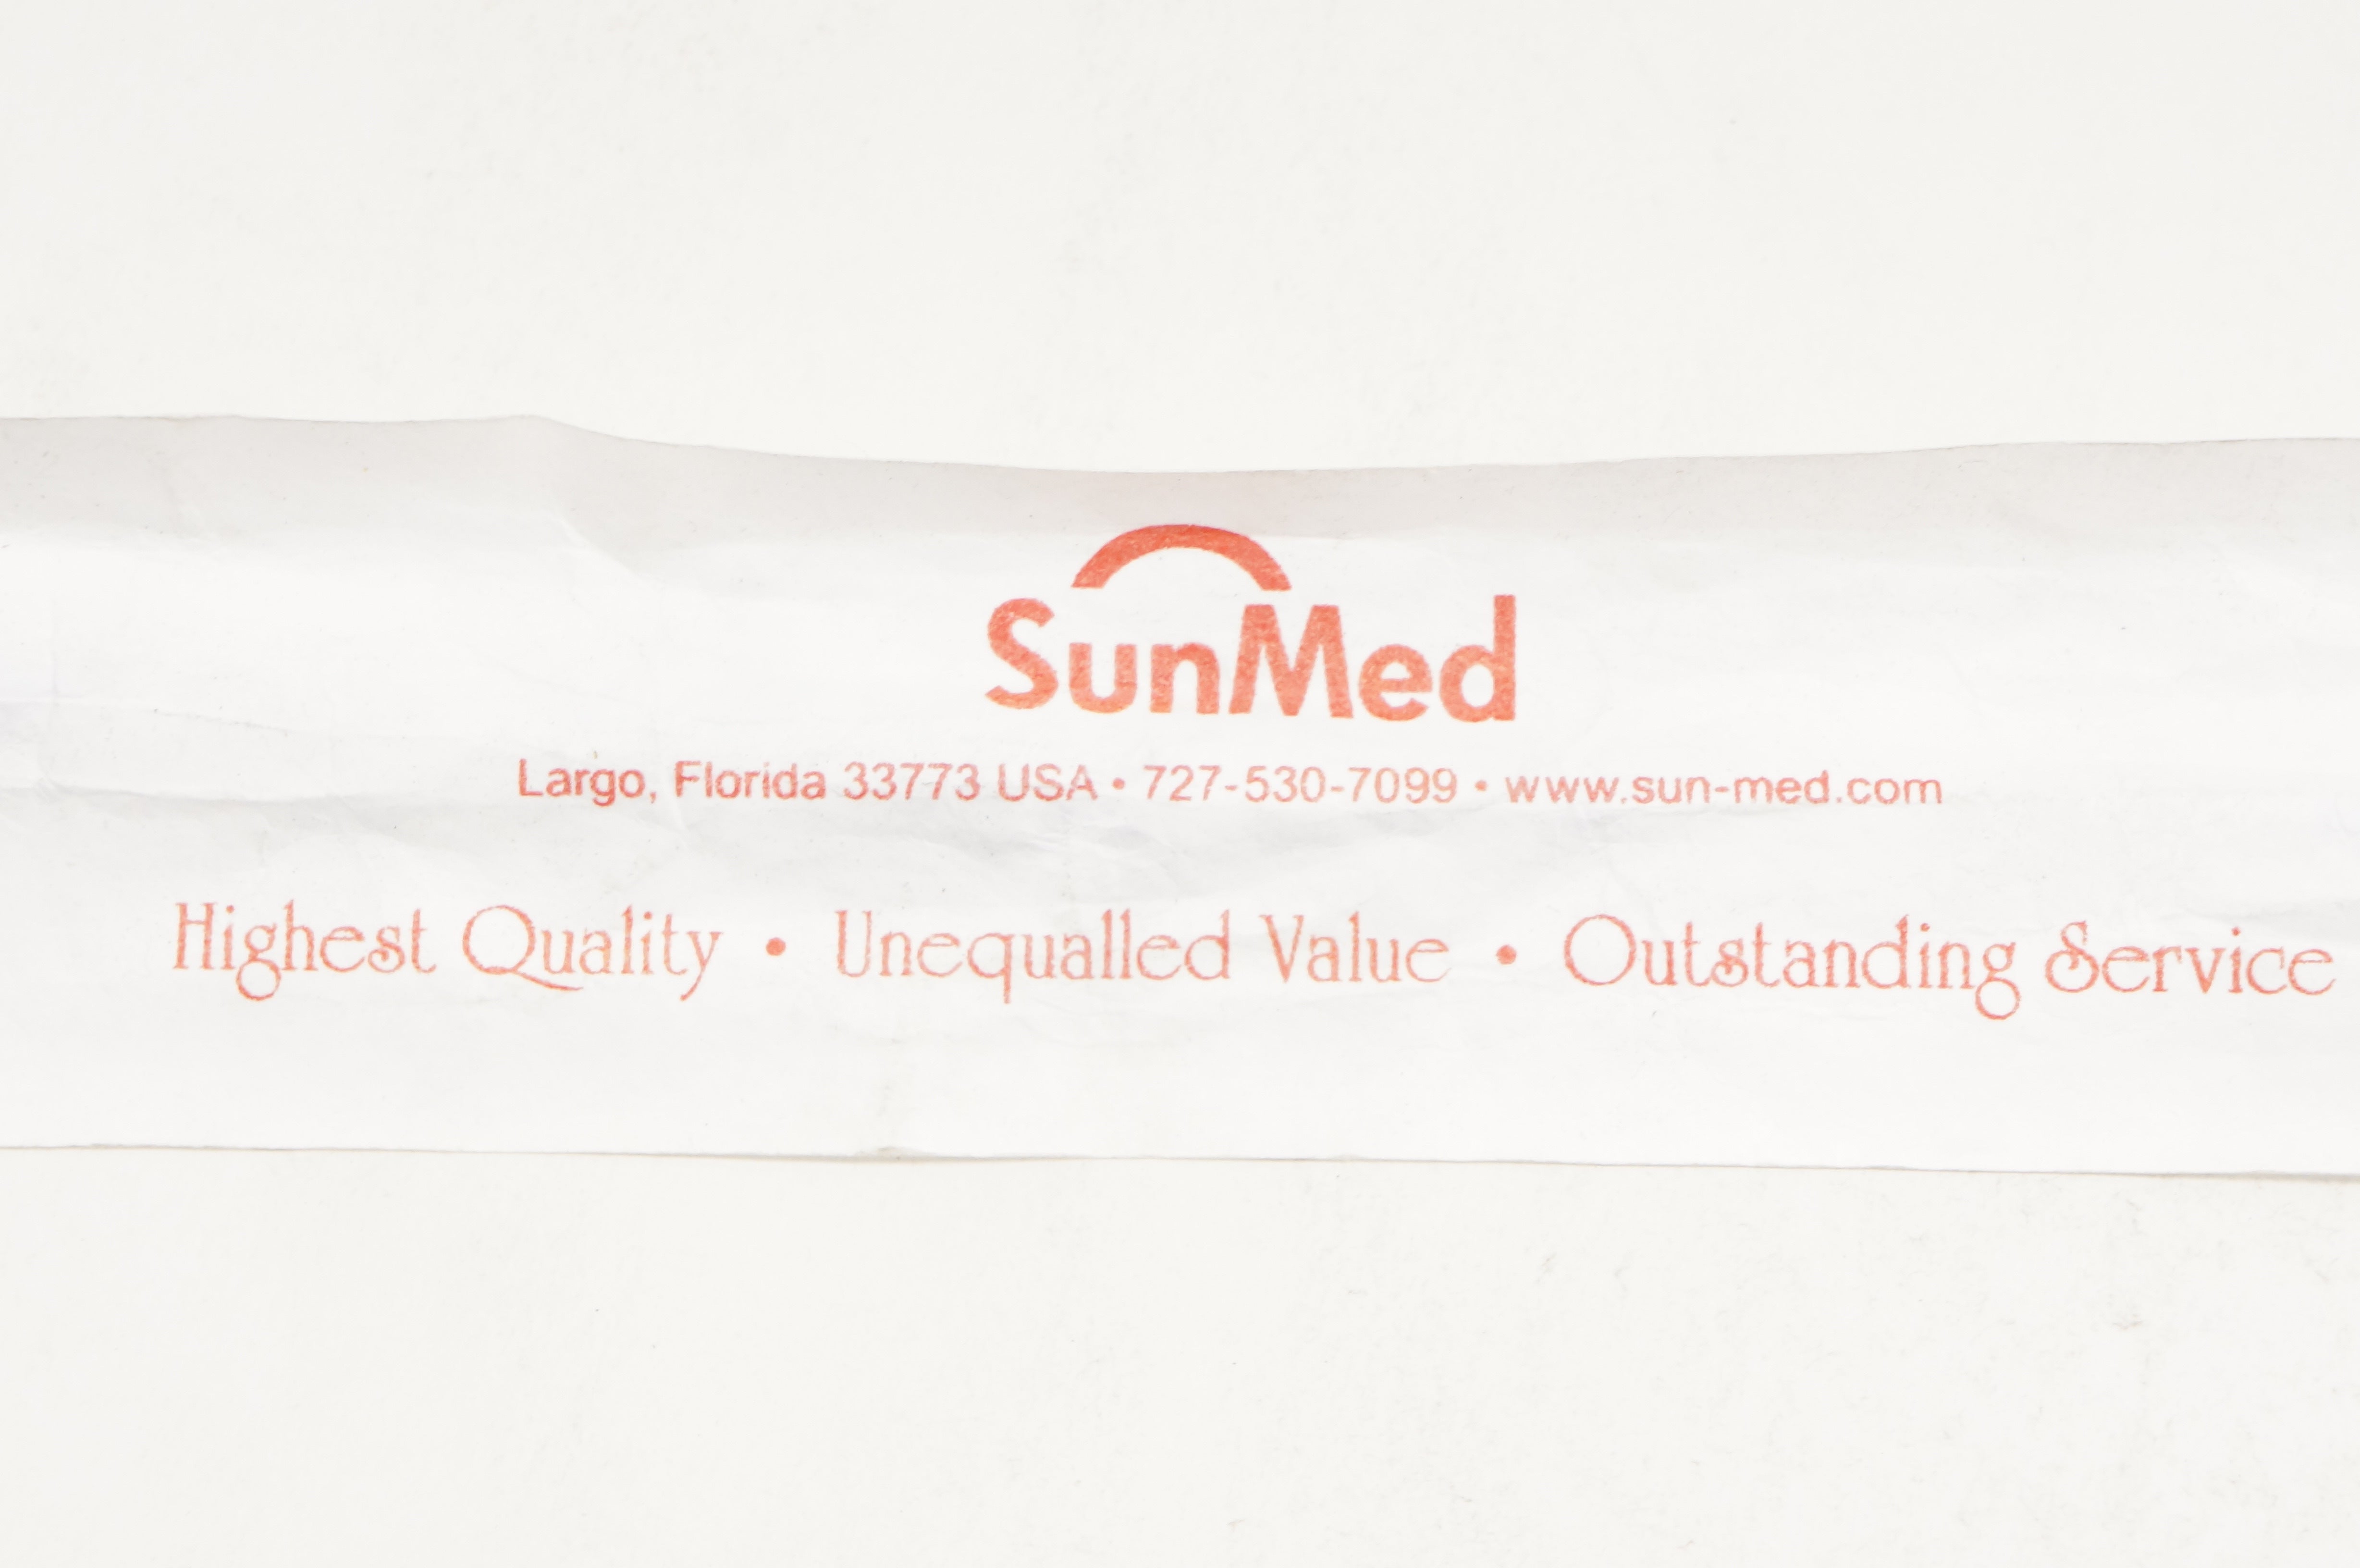 SunMed
Largo, Florida 33773 USA • 727-530-7099 • www.sun-med.com
Highest Quality • Unequalled Value • Outstanding Service